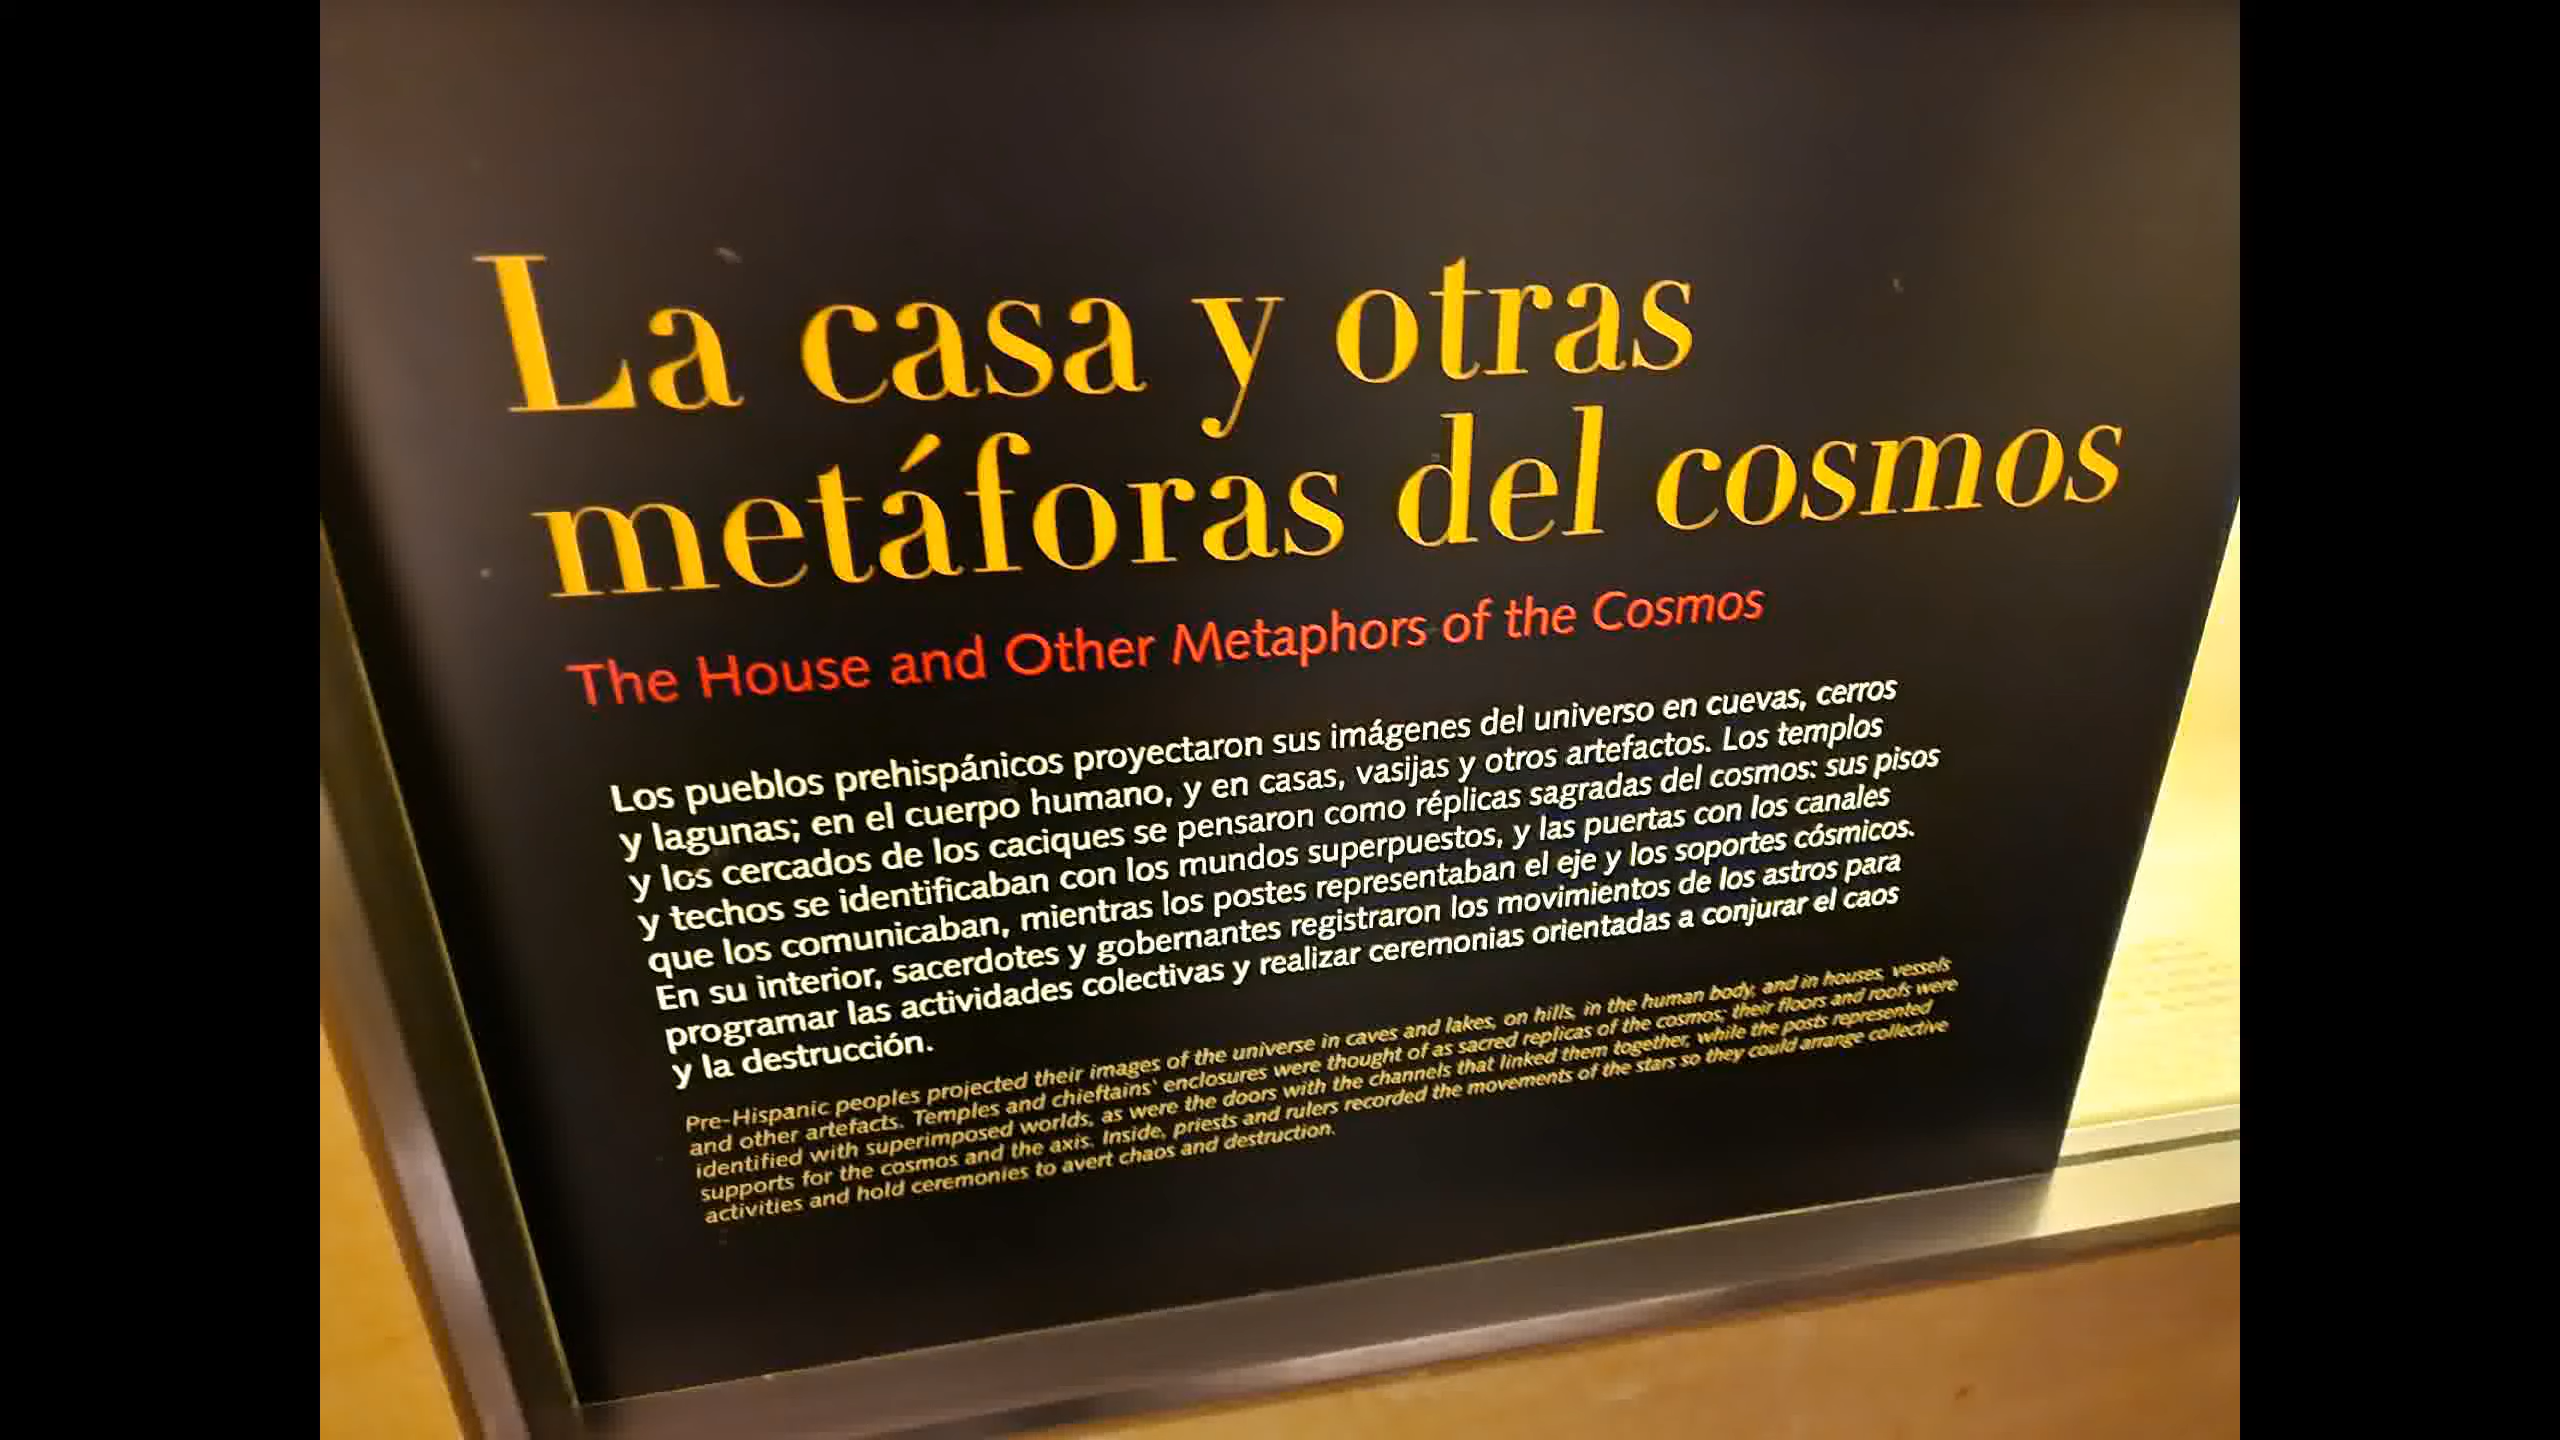 La casa y otras
metáforas del cosmos
The House and Other Metaphors of the Cosmos
Los pueblos prehispánicos proyectaron sus imágenes del universo en cuevas, cerros
y lagunas; en el cuerpo humano, y en casas, vasijas y otros artefactos. Los templos
y los cercados de los caciques se pensaron como réplicas sagradas del cosmos: sus pisos
y techos se identificaban con los mundos superpuestos, y las puertas con los canales
que los comunicaban, mientras los postes representaban el eje y los soportes cósmicos.
En su interior, sacerdotes y gobernantes registraron los movimientos de los astros para
programar las actividades colectivas y realizar ceremonias orientadas a conjurar el caos
y la destrucción.
Pre-Hispanic peoples projected their images of the universe in caves and lakes, on hills, in the human body, and in houses, vessels
and other artefacts. Temples and chieftains' enclosures were thought of as sacred replicas of the cosmos; their floors and roofs were
identified with superimposed worlds, as were the doors with the channels that linked them together, while the posts represented
supports for the cosmos and the axis. Inside, priests and rulers recorded the movements of the stars so they could arrange collective
activities and hold ceremonies to avert chaos and destruction.